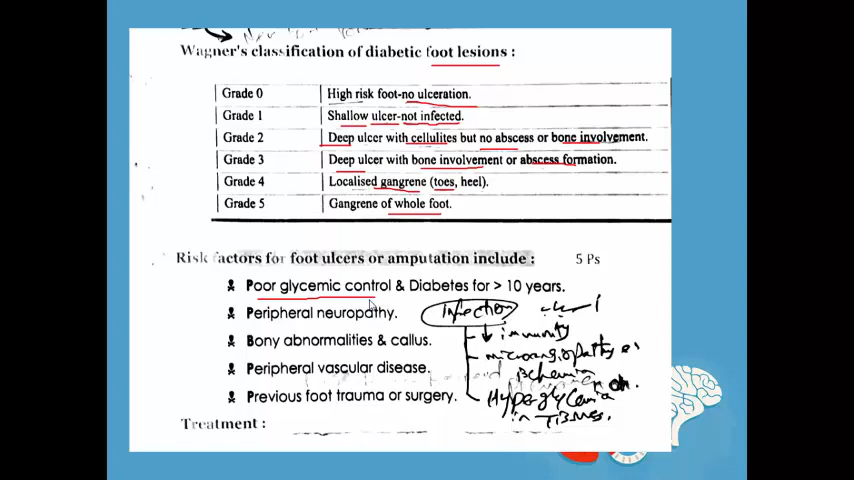 Wagner's classification of diabetic foot lesions :
Grade 0 High risk foot-no ulceration.
Grade 1 Shallow ulcer-not infected.
Grade 2 Deep ulcer with cellulites but no abscess or bone involvement.
Grade 3 Deep ulcer with bone involvement or abscess formation.
Grade 4 Localised gangrene (toes, heel).
Grade 5 Gangrene of whole foot.
Risk factors for foot ulcers or amputation include : 5 Ps
Poor glycemic control & Diabetes for > 10 years.
Peripheral neuropathy.
Infection
↓ immunity
Bony abnormalities & callus.
microangiopathy
Peripheral vascular disease.
ischemia
Previous foot trauma or surgery.
Hyperglycemia
in Tissues.
Treatment :